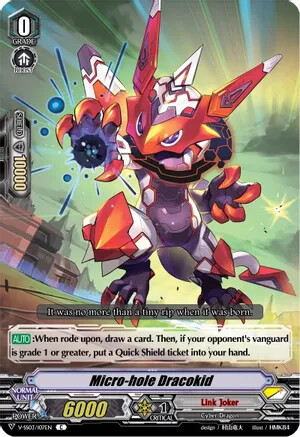 0
GRADE
BOOST
SHIELD 10000
It was no more than a tiny rip when it was born.
AUTO:When rode upon, draw a card. Then, if your opponent's vanguard
is grade 1 or greater, put a Quick Shield ticket into your hand.
Micro-hole Dracokid
NORMAL
UNIT
POWER 6000
1
CRITICAL
Link Joker
Cyber Dragon
V-SS07/107EN C
design / 村山竜大 illust / HMK84